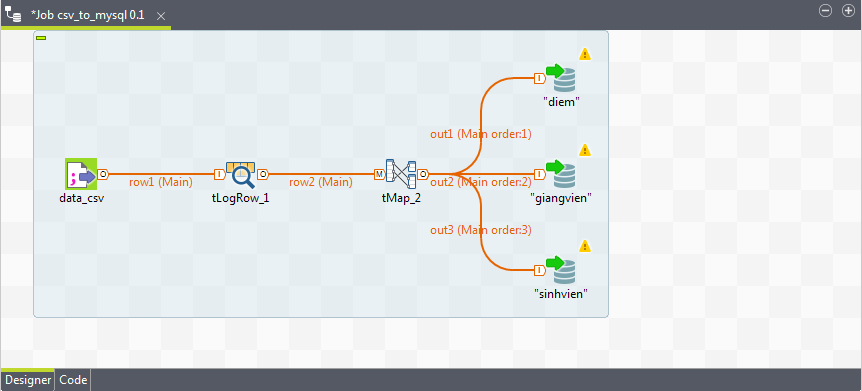 *Job csv_to_mysql 0.1
"diem"
out1 (Main order:1)
data_csv
row1 (Main)
tLogRow_1
row2 (Main)
tMap_2
out2 (Main order:2)
"giangvien"
out3 (Main order:3)
"sinhvien"
Designer
Code